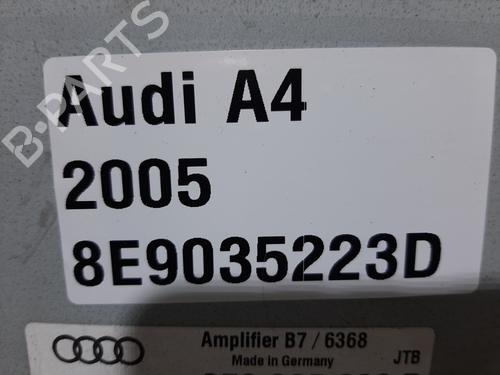 B-PARTS
Audi A4
2005
8E9035223D
Amplifier B7 / 6368
Made in Germany
JTB